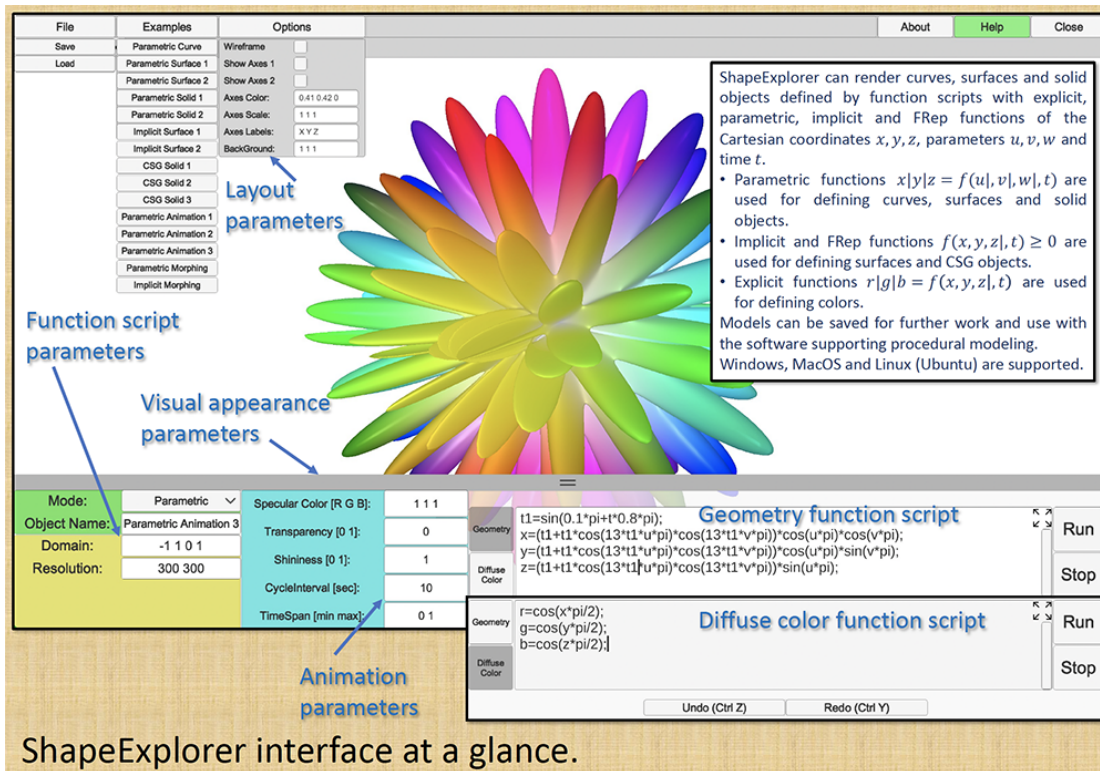 File
Examples
Options
About
Help
Close
Save
Load
Parametric Curve
Parametric Surface 1
Parametric Surface 2
Parametric Solid 1
Parametric Solid 2
Implicit Surface 1
Implicit Surface 2
CSG Solid 1
CSG Solid 2
CSG Solid 3
Parametric Animation 1
Parametric Animation 2
Parametric Animation 3
Parametric Morphing
Implicit Morphing
Wireframe
Show Axes 1
Show Axes 2
Axes Color: 0.41 0.42 0
Axes Scale: 1 1 1
Axes Labels: X Y Z
BackGround: 1 1 1
Layout
parameters
ShapeExplorer can render curves, surfaces and solid
objects defined by function scripts with explicit,
parametric, implicit and FRep functions of the
Cartesian coordinates x, y, z, parameters u, v, w and
time t.
• Parametric functions x|y|z = f(u|, v|, w|, t) are
used for defining curves, surfaces and solid
objects.
• Implicit and FRep functions f(x, y, z|, t) ≥ 0 are
used for defining surfaces and CSG objects.
• Explicit functions r|g|b = f(x, y, z|, t) are used
for defining colors.
Models can be saved for further work and use with
the software supporting procedural modeling.
Windows, MacOS and Linux (Ubuntu) are supported.
Function script
parameters
Visual appearance
parameters
Mode: Parametric
Object Name: Parametric Animation 3
Domain: -1 1 0 1
Resolution: 300 300
Specular Color [R G B]: 1 1 1
Transparency [0 1]: 0
Shininess [0 1]: 1
CycleInterval [sec]: 10
TimeSpan [min max]: 0 1
Animation
parameters
Geometry
Diffuse
Color
Geometry function script
t1=sin(0.1*pi+t*0.8*pi);
x=(t1+t1*cos(13*t1*u*pi)*cos(13*t1*v*pi))*cos(u*pi)*cos(v*pi);
y=(t1+t1*cos(13*t1*u*pi)*cos(13*t1*v*pi))*cos(u*pi)*sin(v*pi);
z=(t1+t1*cos(13*t1*u*pi)*cos(13*t1*v*pi))*sin(u*pi);
Run
Stop
Geometry
Diffuse
Color
Diffuse color function script
r=cos(x*pi/2);
g=cos(y*pi/2);
b=cos(z*pi/2);
Run
Stop
Undo (Ctrl Z)
Redo (Ctrl Y)
ShapeExplorer interface at a glance.